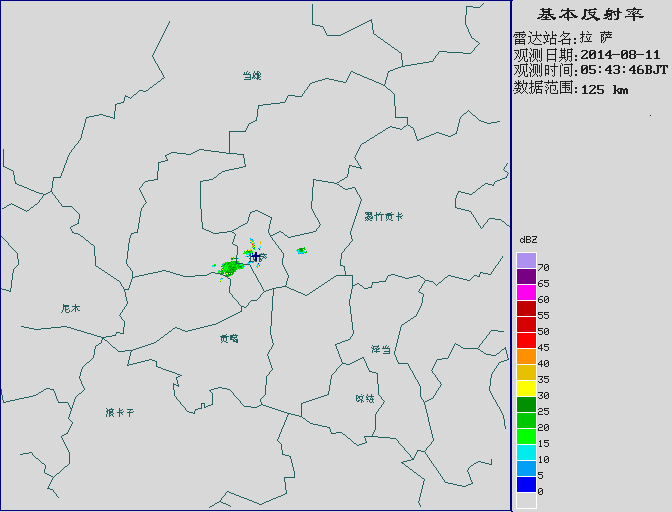 基本反射率
雷达站名:拉 萨
观测日期:2014-08-11
观测时间:05:43:46BJT
数据范围:125 km
当雄
墨竹贡卡
尼木
贡嘎
泽当
琼结
浪卡子
dBZ
70
65
60
55
50
45
40
35
30
25
20
15
10
5
0